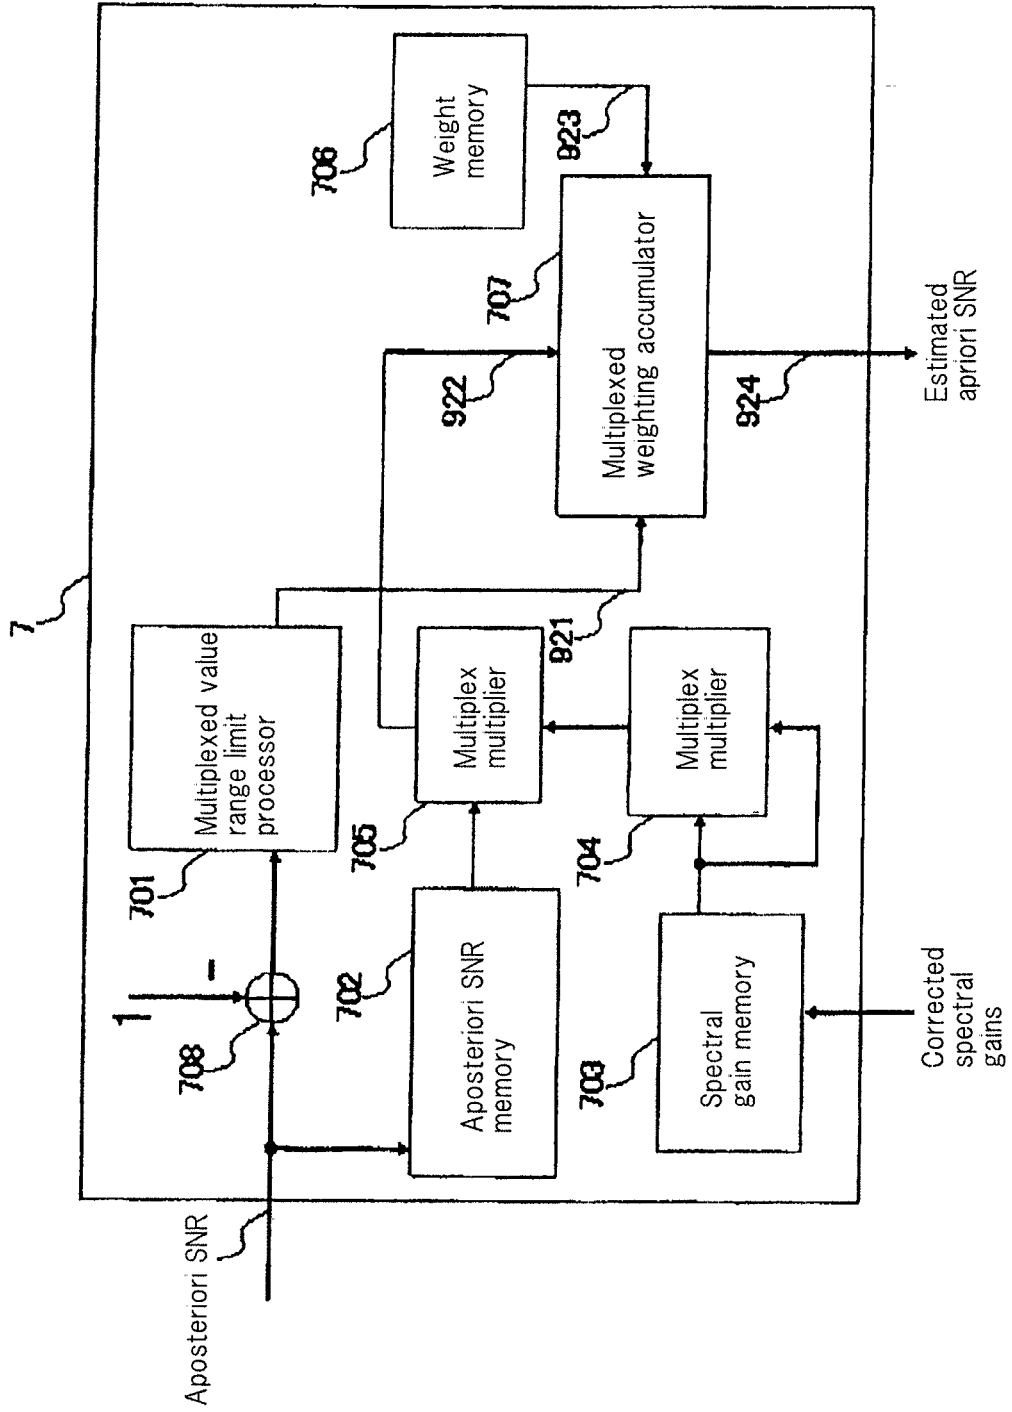 7
Aposteriori SNR
1
-
708
701
Multiplexed value
range limit
processor
702
Aposteriori SNR
memory
705
Multiplex
multiplier
703
Spectral
gain memory
704
Multiplex
multiplier
Corrected
spectral
gains
921
922
706
Weight
memory
923
707
Multiplexed
weighting accumulator
924
Estimated
apriori SNR